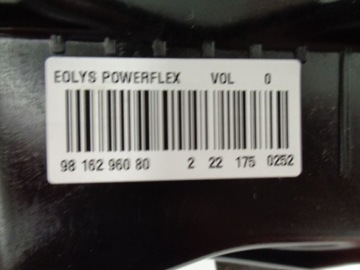 EOLYS POWERFLEX VOL 0
98 162 960 80 2 22 175 0252